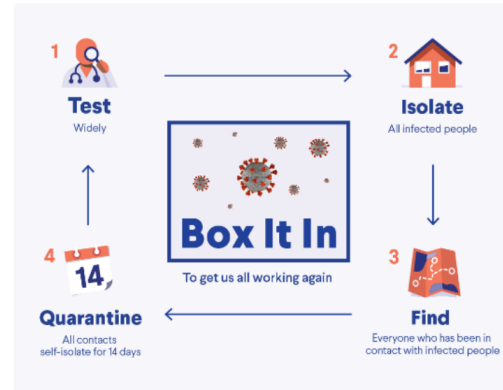 1
Test
Widely
2
Isolate
All infected people
Box It In
To get us all working again
3
Find
Everyone who has been in
contact with infected people
4
14
Quarantine
All contacts
self-isolate for 14 days